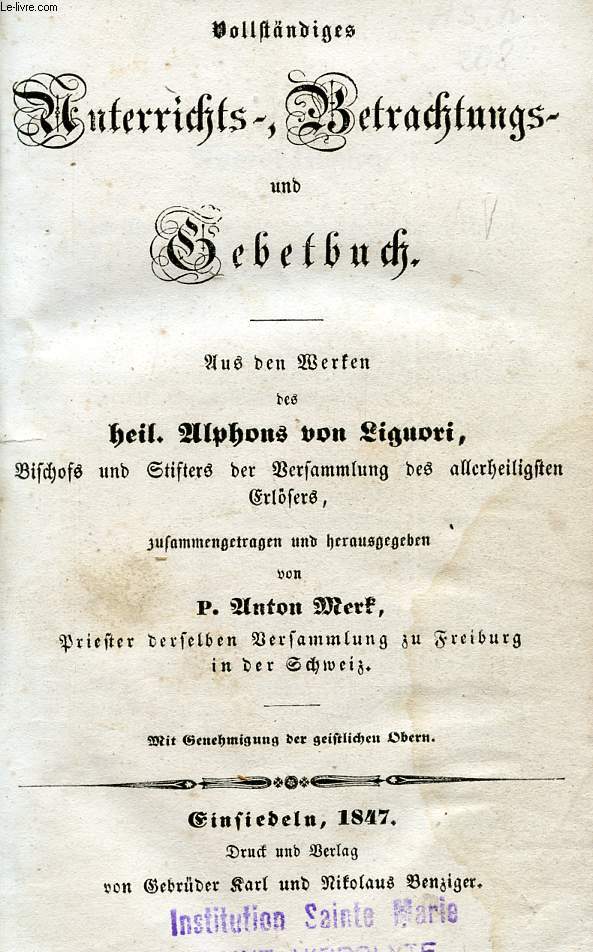 Le-livre.com
Vollständiges
Unterrichts-, Betrachtungs-
und
Gebetbuch.
Aus den Werken
des
heil. Alphons von Liguori,
Bischofs und Stifters der Versammlung des allerheiligsten
Erlösers,
zusammengetragen und herausgegeben
von
P. Anton Merk,
Priester derselben Versammlung zu Freiburg
in der Schweiz.
Mit Genehmigung der geistlichen Obern.
Einsiedeln, 1847.
Druck und Verlag
von Gebrüder Karl und Nikolaus Benziger.
Institution Sainte Marie